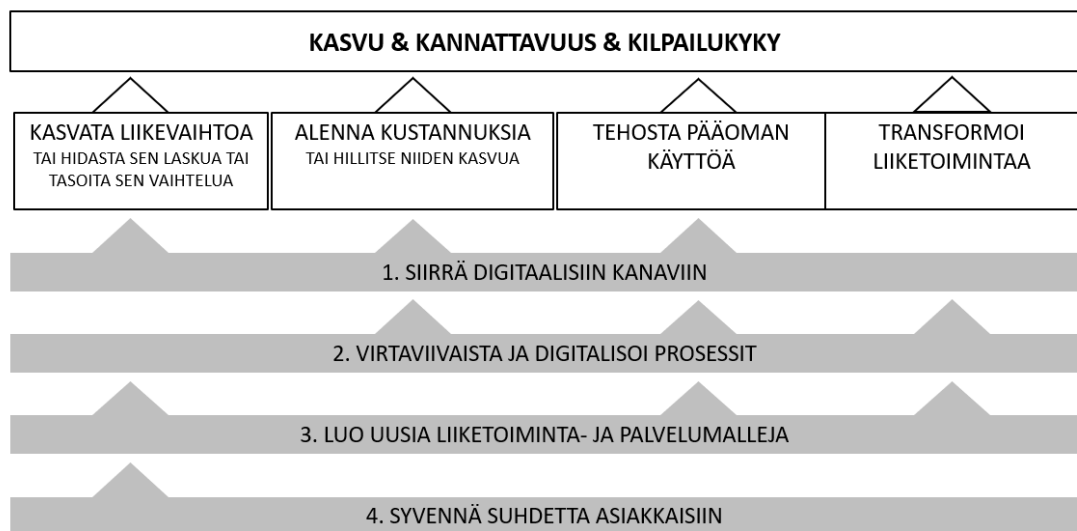 KASVU & KANNATTAVUUS & KILPAILUKYKY
KASVATA LIIKEVAIHTOA
TAI HIDASTA SEN LASKUA TAI
TASOITA SEN VAIHTELUA
ALENNA KUSTANNUKSIA
TAI HILLITSE NIIDEN KASVUA
TEHOSTA PÄÄOMAN
KÄYTTÖÄ
TRANSFORMOI
LIIKETOIMINTAA
1. SIIRRÄ DIGITAALISIIN KANAVIIN
2. VIRTAVIIVAISTA JA DIGITALISOI PROSESSIT
3. LUO UUSIA LIIKETOIMINTA- JA PALVELUMALLEJA
4. SYVENNÄ SUHDETTA ASIAKKAISIIN